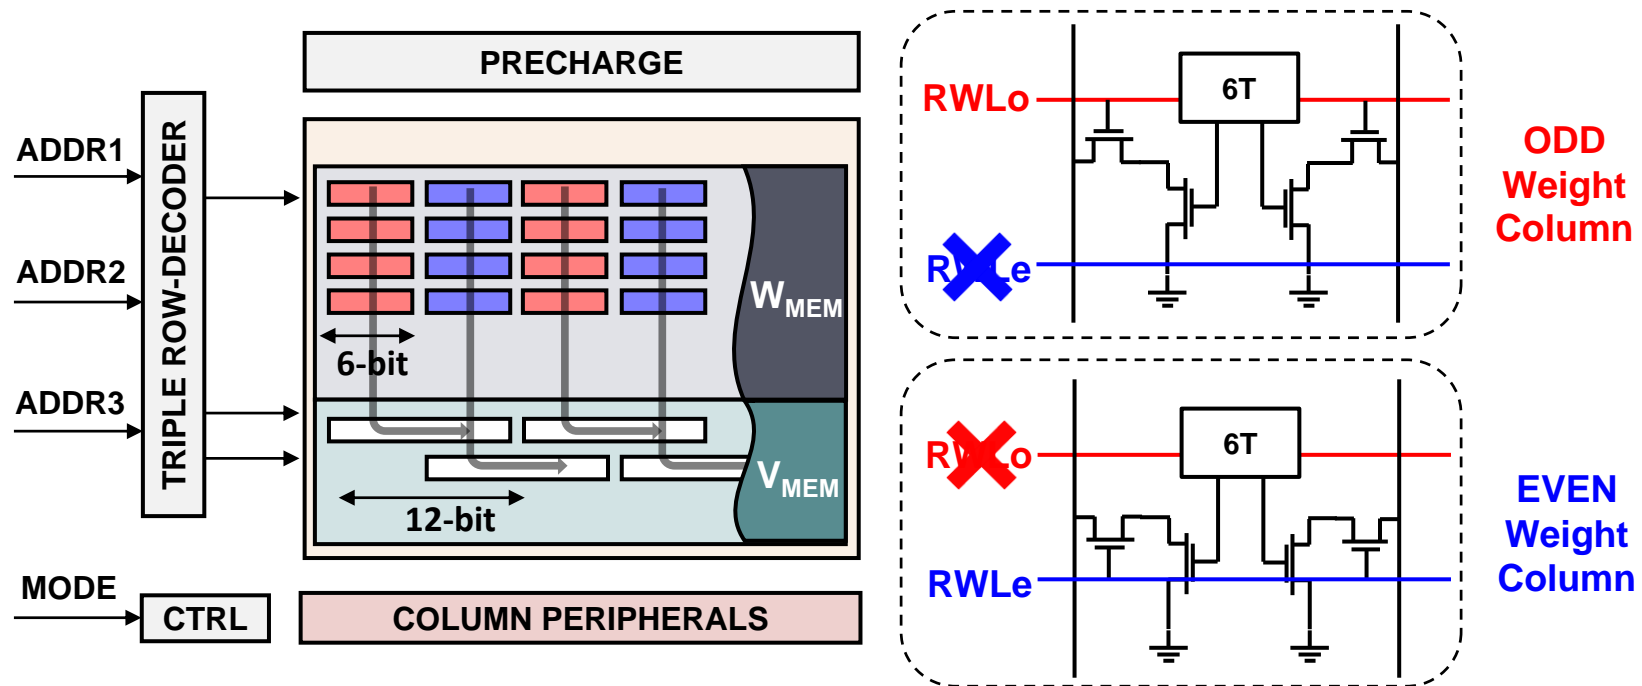 PRECHARGE
ADDR1
ADDR2
ADDR3
TRIPLE ROW-DECODER
WMEM
6-bit
VMEM
12-bit
MODE
CTRL
COLUMN PERIPHERALS
RWLo
6T
RWLe
ODD
Weight
Column
RWLo
6T
RWLe
EVEN
Weight
Column